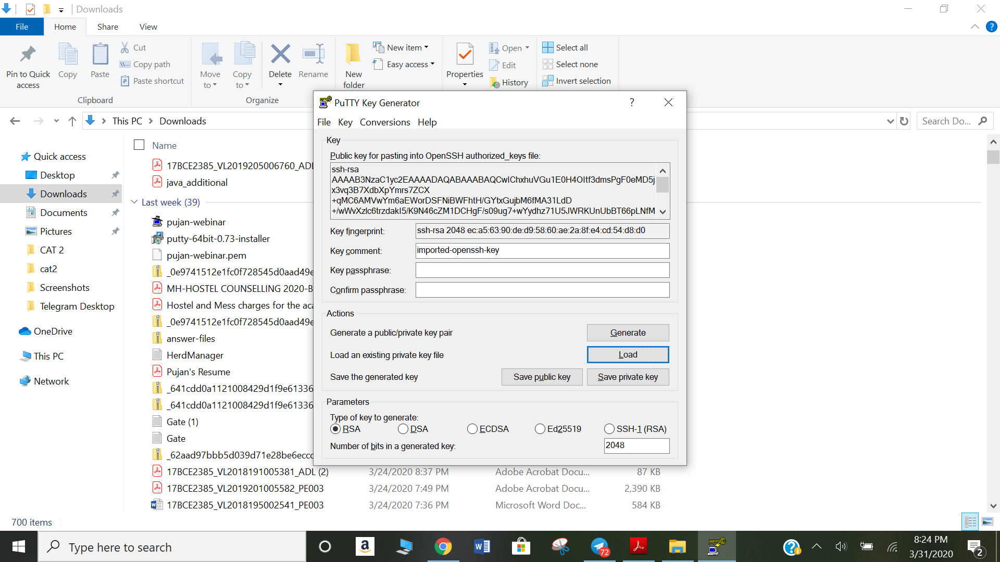 Downloads
File
Home
Share
View
Pin to Quick access
Copy
Paste
Cut
Copy path
Paste shortcut
Clipboard
Move to
Copy to
Delete
Rename
Organize
New folder
New item
Easy access
Properties
Open
Edit
History
Select all
Select none
Invert selection
This PC
Downloads
Search Do...
Quick access
Desktop
Downloads
Documents
Pictures
CAT 2
cat2
Screenshots
Telegram Desktop
OneDrive
This PC
Network
Name
17BCE2385_VL2019205006760_ADL
java_additional
Last week (39)
pujan-webinar
putty-64bit-0.73-installer
pujan-webinar.pem
_0e9741512e1fc0f728545d0aad49e
MH-HOSTEL COUNSELLING 2020-B
Hostel and Mess charges for the aca
_0e9741512e1fc0f728545d0aad49e
answer-files
HerdManager
Pujan's Resume
_641cdd0a1121008429d1f9e61336
_641cdd0a1121008429d1f9e61336
Gate (1)
Gate
_62aad97bbb5d039d71e28be6eccc
17BCE2385_VL2018191005381_ADL (2) 3/24/2020 8:37 PM Adobe Acrobat Docu... 87 KB
17BCE2385_VL2019201005582_PE003 3/24/2020 7:49 PM Adobe Acrobat Docu... 2,390 KB
17BCE2385_VL2018195002541_PE003 3/24/2020 7:36 PM Microsoft Word Doc... 584 KB
700 items
PuTTY Key Generator
?
File Key Conversions Help
Key
Public key for pasting into OpenSSH authorized_keys file:
ssh-rsa
AAAAB3NzaC1yc2EAAAADAQABAAABAQCwIChxhuVGu1E0H4OItf3dmsPgF0eMD5j
x3vq3B7XdbXpYmrs7ZCX
+qMC6AMVwYm6aEWorDSFNiBWFhtH/GYtxGujbM6fMA31LdD
+/wWvXzlc6trzdakI5/K9N46cZM1DCHgF/s09ug7+wYydhz71U5JWRKUnUbBT66pLNfM
Key fingerprint: ssh-rsa 2048 ec:a5:63:90:de:d9:58:60:ae:2a:8f:e4:cd:54:d8:d0
Key comment: imported-openssh-key
Key passphrase:
Confirm passphrase:
Actions
Generate a public/private key pair Generate
Load an existing private key file Load
Save the generated key Save public key Save private key
Parameters
Type of key to generate:
RSA DSA ECDSA Ed25519 SSH-1 (RSA)
Number of bits in a generated key: 2048
Type here to search
72
8:24 PM
3/31/2020
2